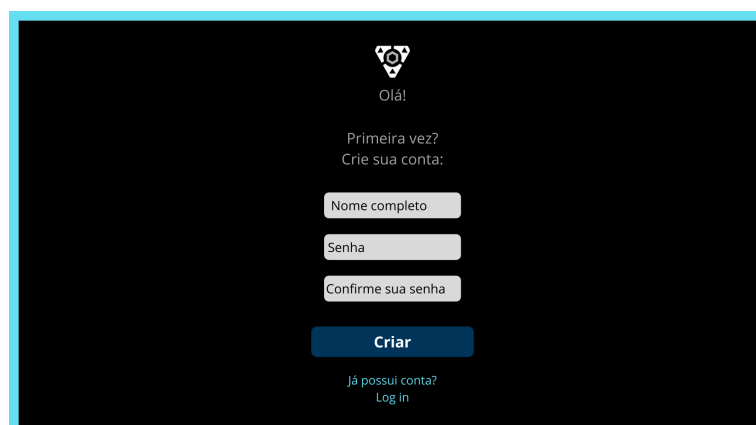 Olá!
Primeira vez?
Crie sua conta:
Nome completo
Senha
Confirme sua senha
Criar
Já possui conta?
Log in